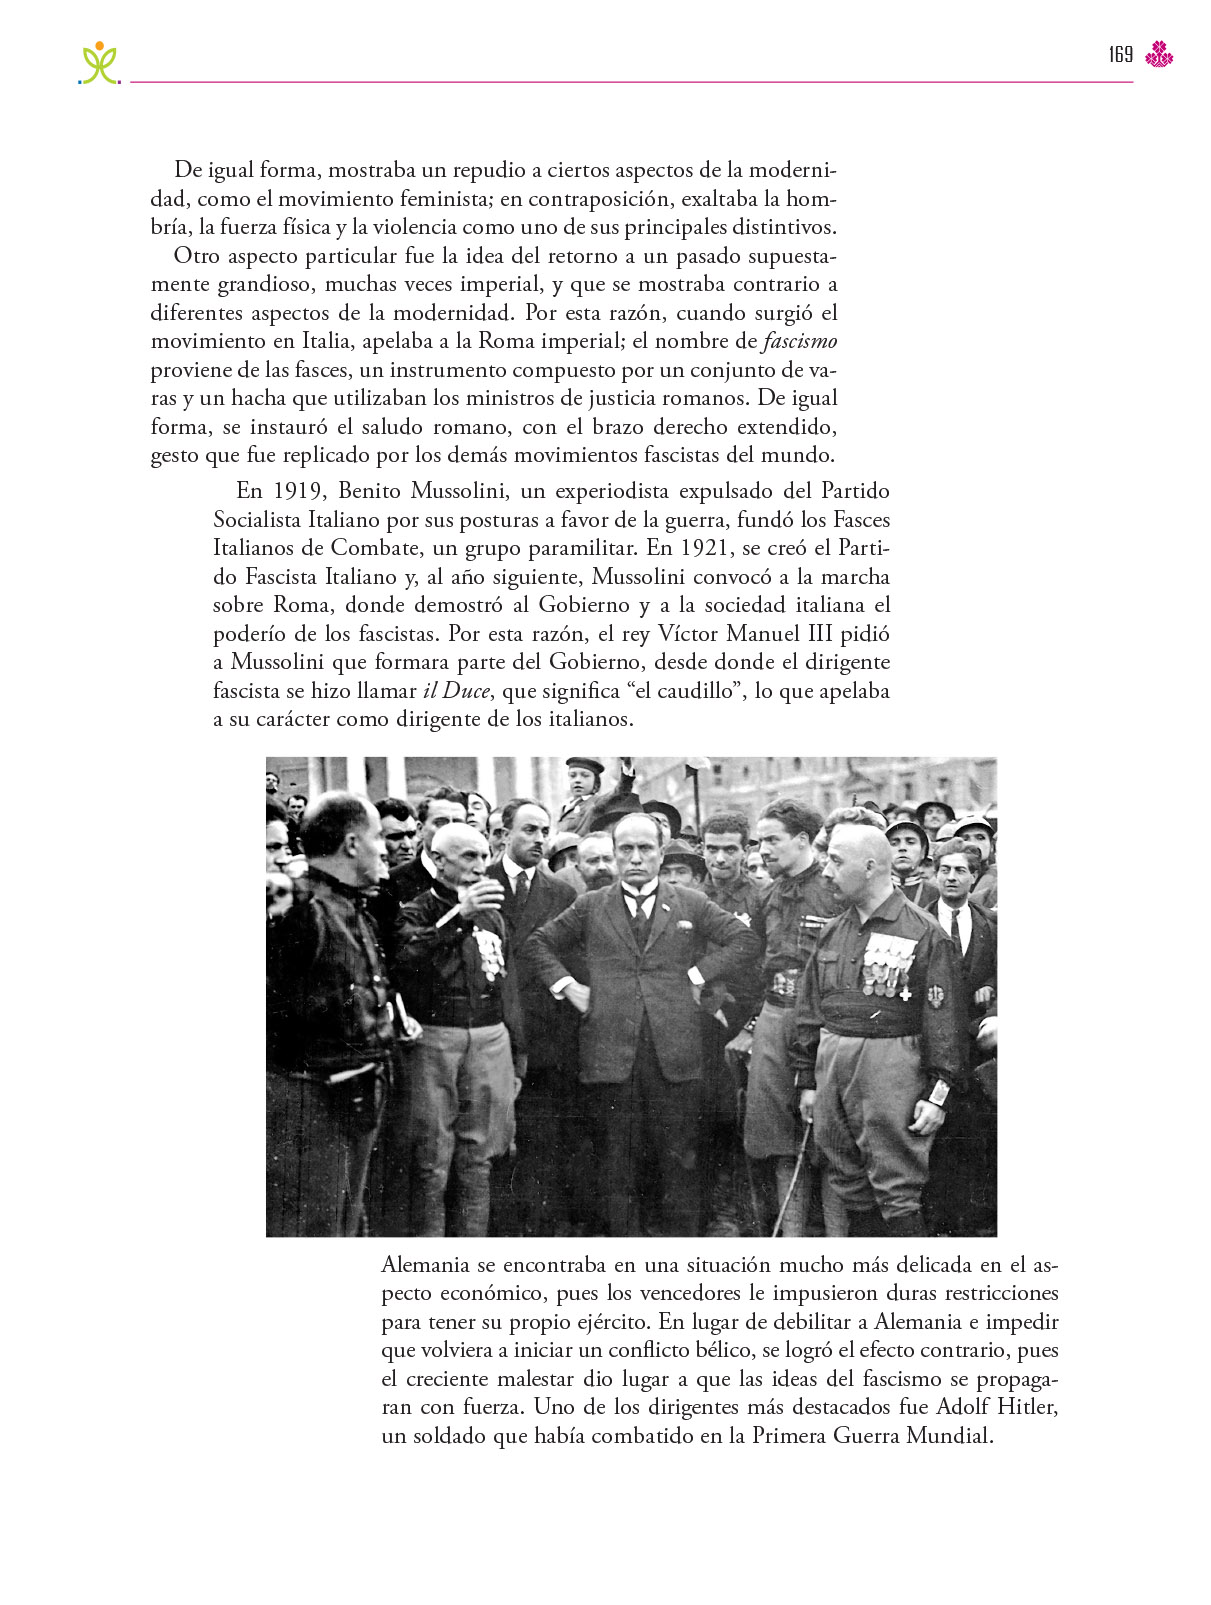 169
De igual forma, mostraba un repudio a ciertos aspectos de la moderni-
dad, como el movimiento feminista; en contraposición, exaltaba la hom-
bría, la fuerza física y la violencia como uno de sus principales distintivos.
Otro aspecto particular fue la idea del retorno a un pasado supuesta-
mente grandioso, muchas veces imperial, y que se mostraba contrario a
diferentes aspectos de la modernidad. Por esta razón, cuando surgió el
movimiento en Italia, apelaba a la Roma imperial; el nombre de fascismo
proviene de las fasces, un instrumento compuesto por un conjunto de va-
ras y un hacha que utilizaban los ministros de justicia romanos. De igual
forma, se instauró el saludo romano, con el brazo derecho extendido,
gesto que fue replicado por los demás movimientos fascistas del mundo.
En 1919, Benito Mussolini, un experiodista expulsado del Partido
Socialista Italiano por sus posturas a favor de la guerra, fundó los Fasces
Italianos de Combate, un grupo paramilitar. En 1921, se creó el Parti-
do Fascista Italiano y, al año siguiente, Mussolini convocó a la marcha
sobre Roma, donde demostró al Gobierno y a la sociedad italiana el
poderío de los fascistas. Por esta razón, el rey Víctor Manuel III pidió
a Mussolini que formara parte del Gobierno, desde donde el dirigente
fascista se hizo llamar il Duce, que significa “el caudillo”, lo que apelaba
a su carácter como dirigente de los italianos.
Alemania se encontraba en una situación mucho más delicada en el as-
pecto económico, pues los vencedores le impusieron duras restricciones
para tener su propio ejército. En lugar de debilitar a Alemania e impedir
que volviera a iniciar un conflicto bélico, se logró el efecto contrario, pues
el creciente malestar dio lugar a que las ideas del fascismo se propaga-
ran con fuerza. Uno de los dirigentes más destacados fue Adolf Hitler,
un soldado que había combatido en la Primera Guerra Mundial.